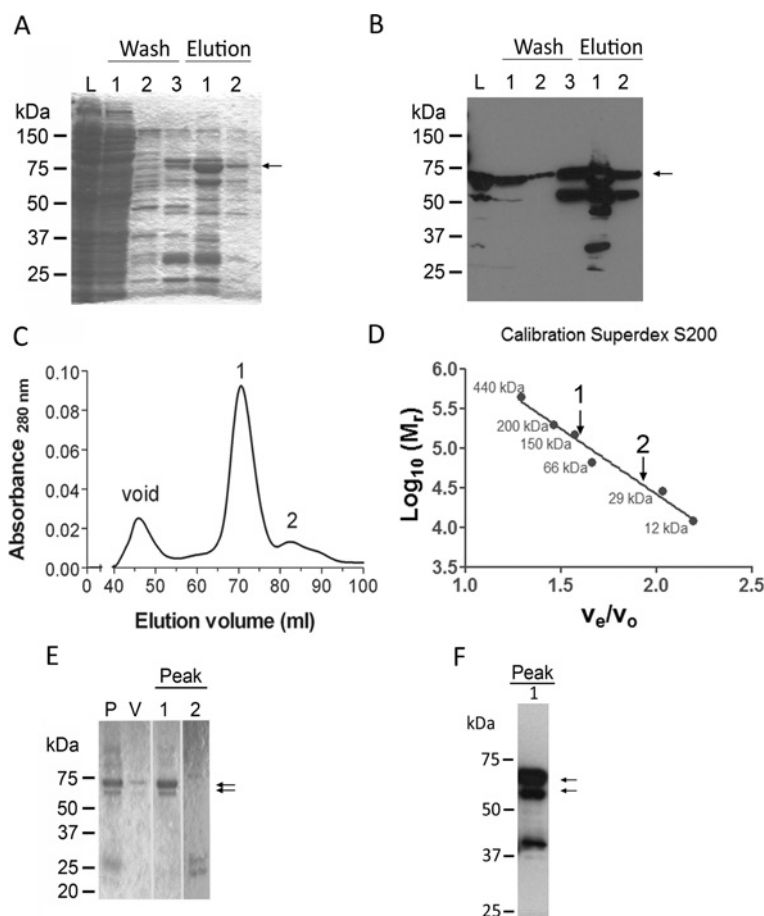 A
Wash Elution
L 1 2 3 1 2
kDa
150
75
50
37
25
B
Wash Elution
L 1 2 3 1 2
kDa
150
75
50
37
25
C
Absorbance 280 nm
0.10
0.08
0.06
0.04
0.02
0.00
void
1
2
0 40 50 60 70 80 90 100
Elution volume (ml)
D
Calibration Superdex S200
Log10 (Mr)
6.0
5.5
5.0
4.5
4.0
3.5
440 kDa
200 kDa
150 kDa
66 kDa
29 kDa
12 kDa
1
2
1.0 1.5 2.0 2.5
ve/vo
E
Peak
P V 1 2
kDa
75
50
37
25
20
F
Peak
1
kDa
75
50
37
25